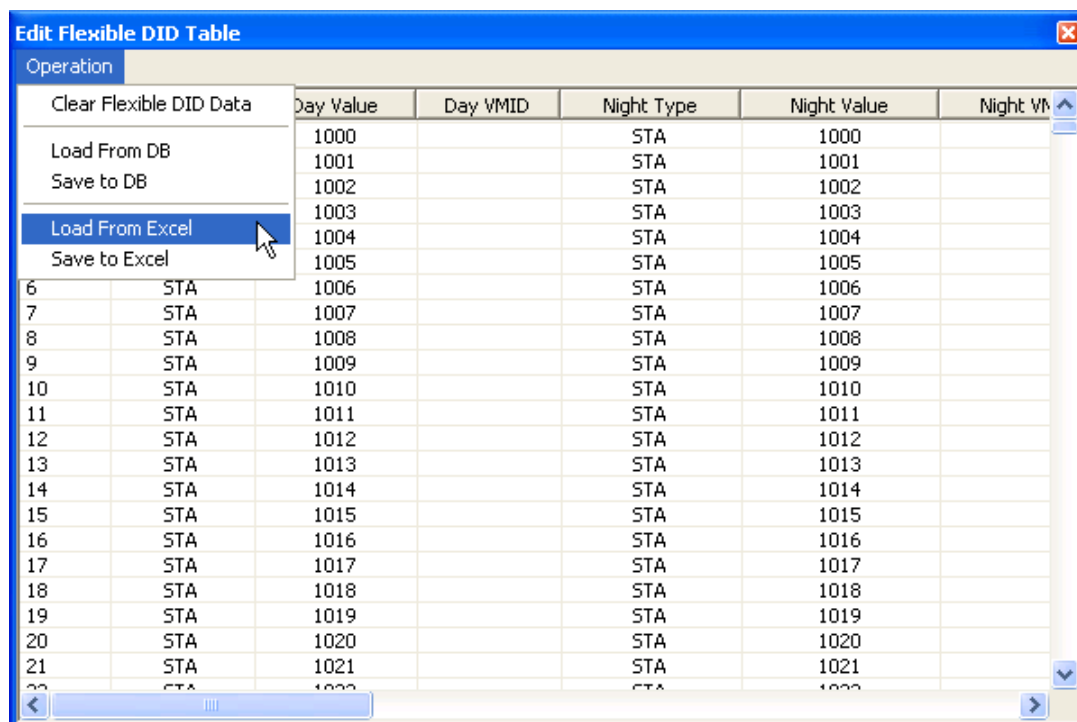 Edit Flexible DID Table
Operation
Clear Flexible DID Data
Load From DB
Save to DB
Load From Excel
Save to Excel
Day Value Day VMID Night Type Night Value Night
1000 STA 1000
1001 STA 1001
1002 STA 1002
1003 STA 1003
1004 STA 1004
1005 STA 1005
6 STA 1006 STA 1006
7 STA 1007 STA 1007
8 STA 1008 STA 1008
9 STA 1009 STA 1009
10 STA 1010 STA 1010
11 STA 1011 STA 1011
12 STA 1012 STA 1012
13 STA 1013 STA 1013
14 STA 1014 STA 1014
15 STA 1015 STA 1015
16 STA 1016 STA 1016
17 STA 1017 STA 1017
18 STA 1018 STA 1018
19 STA 1019 STA 1019
20 STA 1020 STA 1020
21 STA 1021 STA 1021